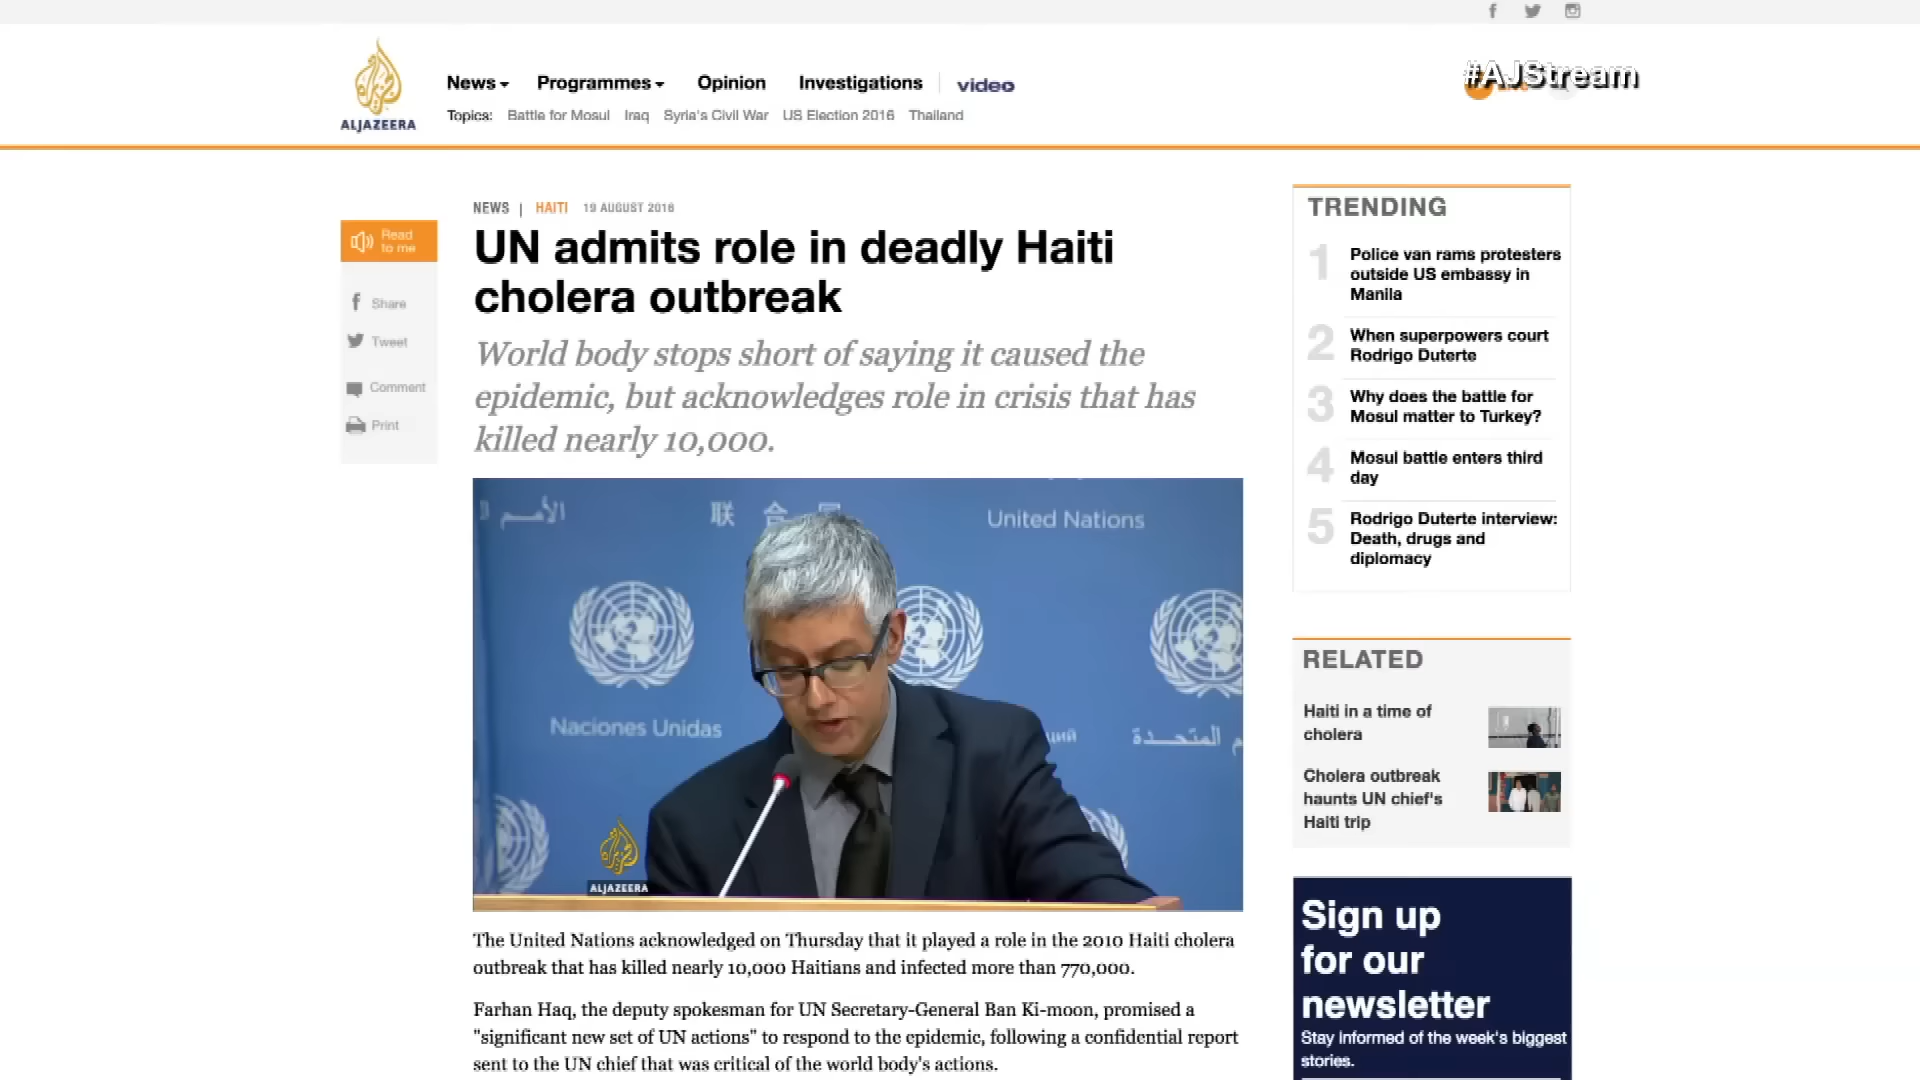 #AJStream
ALJAZEERA
News
Programmes
Opinion
Investigations
video
Topics: Battle for Mosul Iraq Syria's Civil War US Election 2016 Thailand
NEWS | HAITI 19 AUGUST 2016
UN admits role in deadly Haiti
cholera outbreak
World body stops short of saying it caused the
epidemic, but acknowledges role in crisis that has
killed nearly 10,000.
Read
to me
Share
Tweet
Comment
Print
الأمم
联合国
United Nations
Naciones Unidas
م المتحدة
ALJAZEERA
The United Nations acknowledged on Thursday that it played a role in the 2010 Haiti cholera
outbreak that has killed nearly 10,000 Haitians and infected more than 770,000.
Farhan Haq, the deputy spokesman for UN Secretary-General Ban Ki-moon, promised a
"significant new set of UN actions" to respond to the epidemic, following a confidential report
sent to the UN chief that was critical of the world body's actions.
TRENDING
1 Police van rams protesters
outside US embassy in
Manila
2 When superpowers court
Rodrigo Duterte
3 Why does the battle for
Mosul matter to Turkey?
4 Mosul battle enters third
day
5 Rodrigo Duterte interview:
Death, drugs and
diplomacy
RELATED
Haiti in a time of
cholera
Cholera outbreak
haunts UN chief's
Haiti trip
Sign up
for our
newsletter
Stay informed of the week's biggest
stories.